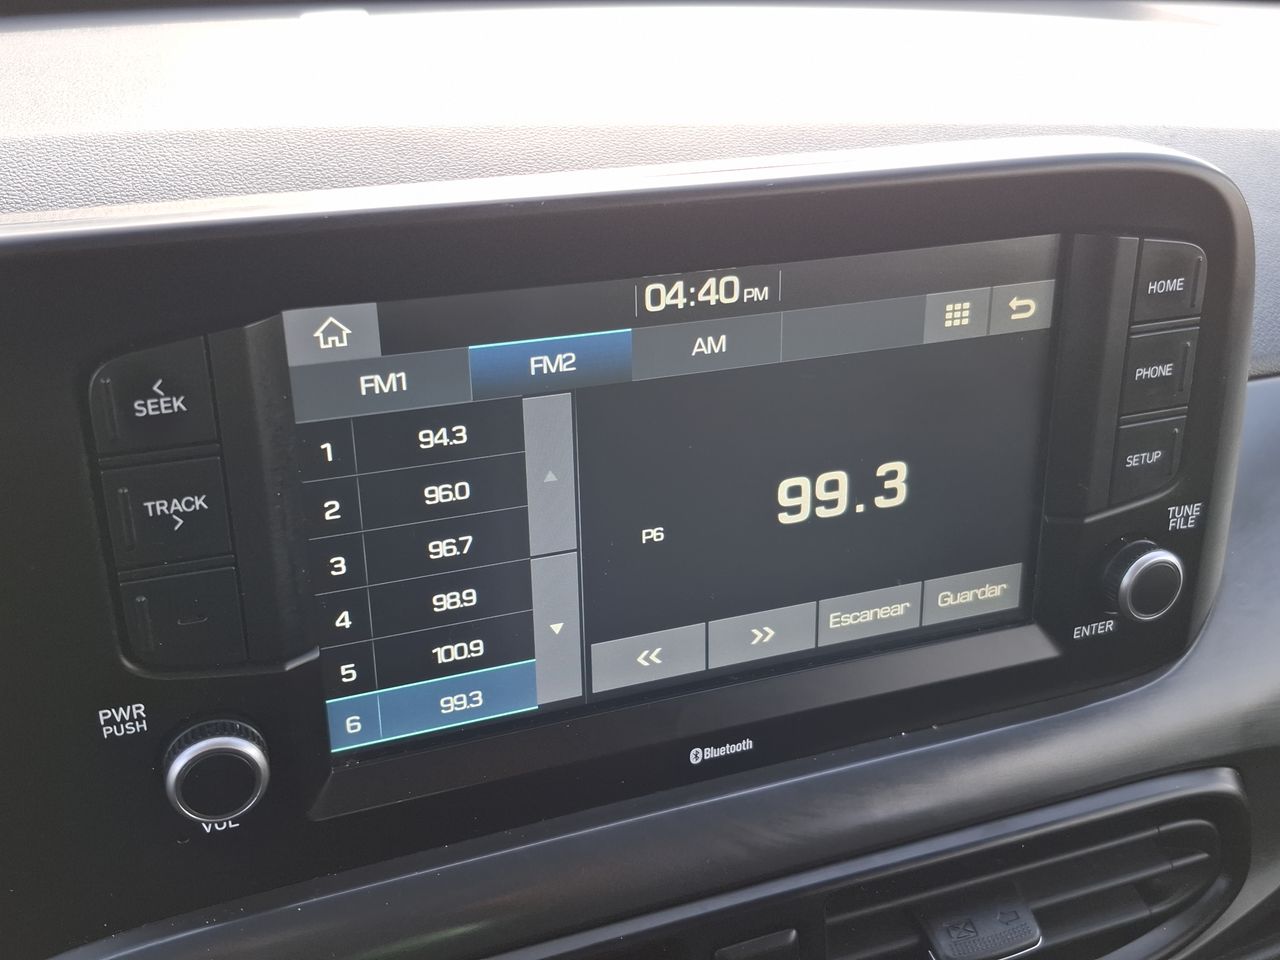 04:40 PM
FM1 FM2 AM
1 94.3
2 96.0
3 96.7
4 98.9
5 100.9
6 99.3
P6
99.3
<< >> Escanear Guardar
< SEEK
TRACK >
PWR
PUSH
VOL
HOME
PHONE
SETUP
TUNE
FILE
ENTER
Bluetooth